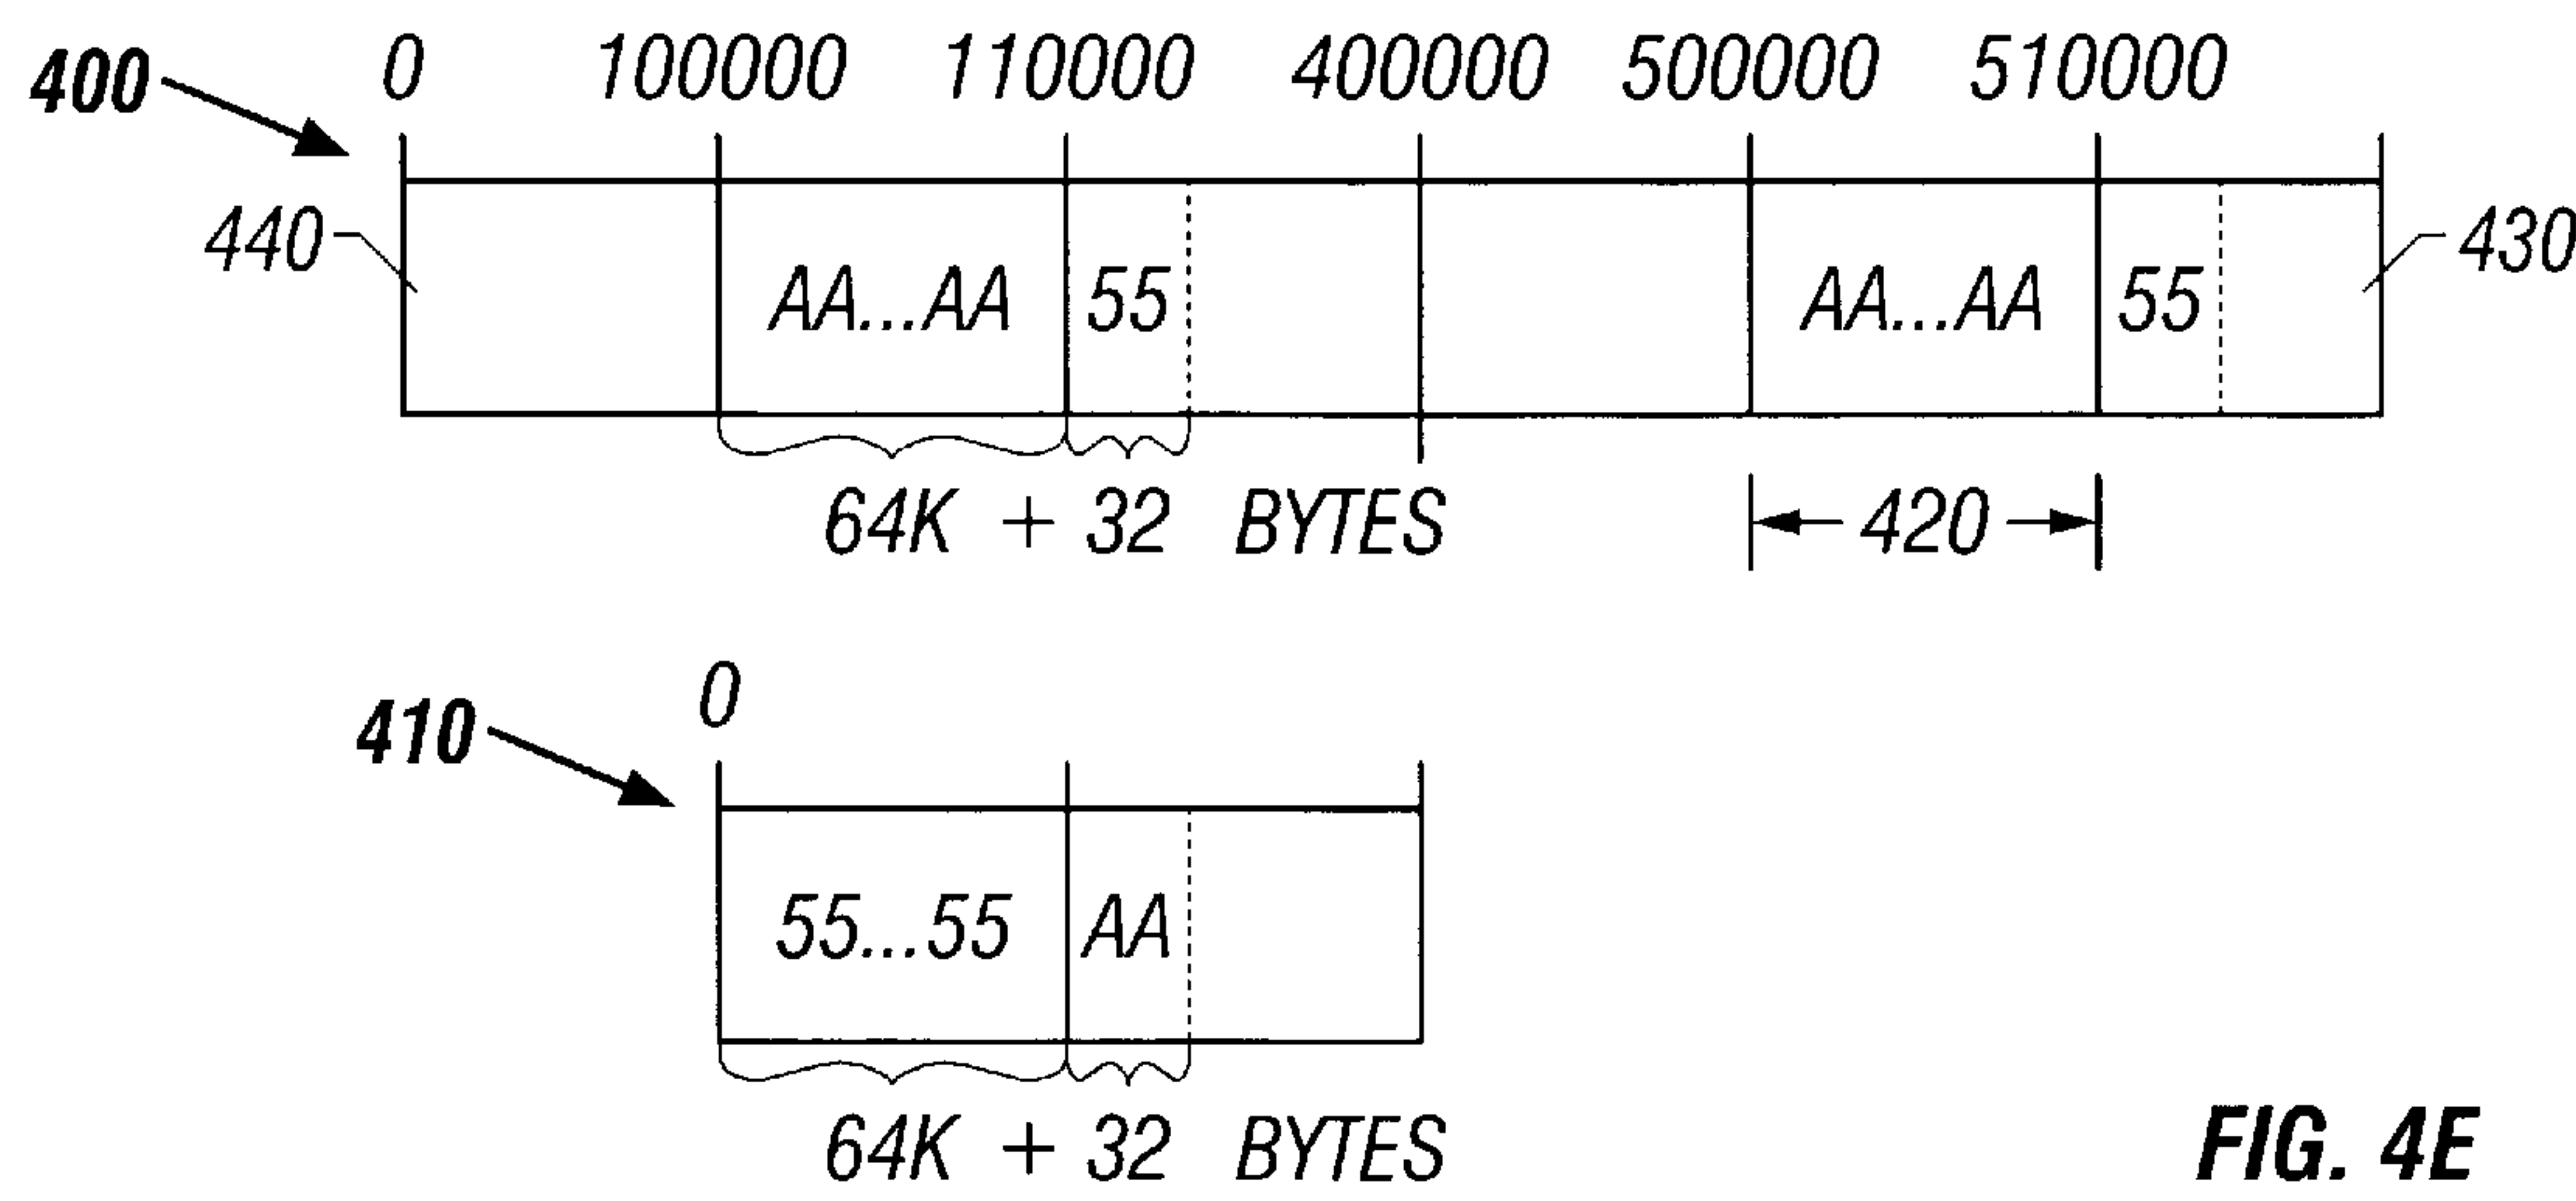 400 0 100000 110000 400000 500000 510000
440 AA...AA 55 AA...AA 55 430
64K + 32 BYTES 420
0
410
55...55 AA
64K + 32 BYTES
FIG. 4E